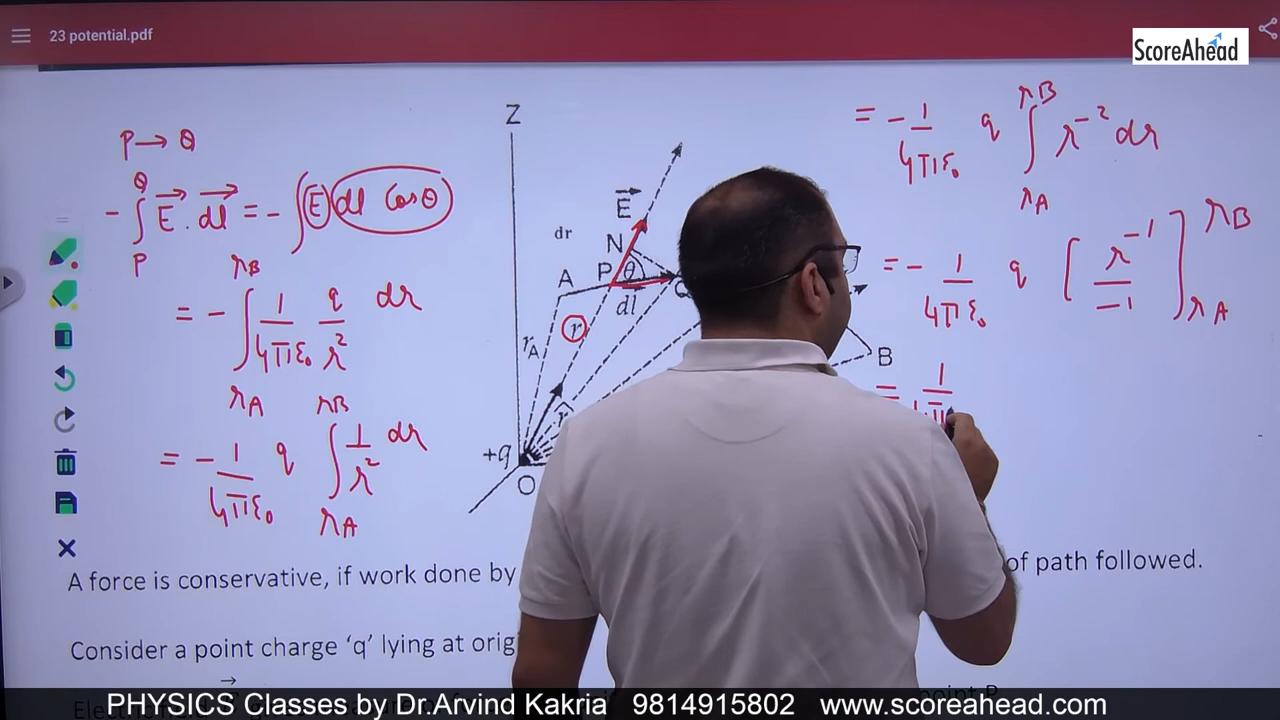 23 potential.pdf
ScoreAhead
P → Q
- ∫_P^Q E⃗ . dl⃗ = - ∫ E dl Cosθ
= - ∫_{rA}^{rB} 1/4πε₀ q/r² dr
= - 1/4πε₀ q ∫_{rA}^{rB} 1/r² dr
Z
E⃗
dr
N
A
P
θ
dl
r
rA
B
r̂
+q
O
= - 1/4πε₀ q ∫_{rA}^{rB} r⁻² dr
= - 1/4πε₀ q [ r⁻¹/-1 ]_{rA}^{rB}
= 1
A force is conservative, if work done by of path followed.
Consider a point charge ‘q’ lying at
PHYSICS Classes by Dr.Arvind Kakria 9814915802 www.scoreahead.com